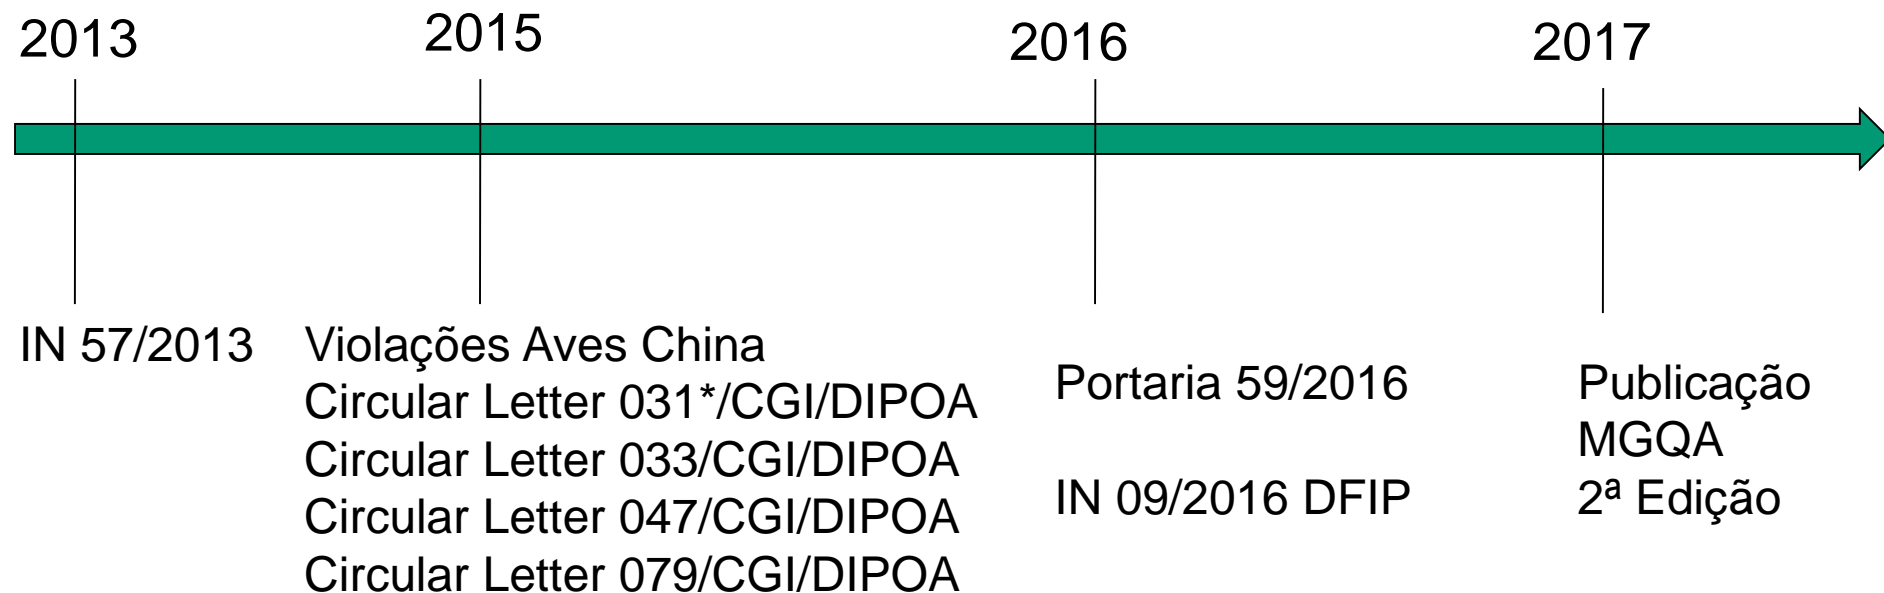 2013
2015
2016
2017
IN 57/2013
Violações Aves China
Circular Letter 031*/CGI/DIPOA
Circular Letter 033/CGI/DIPOA
Circular Letter 047/CGI/DIPOA
Circular Letter 079/CGI/DIPOA
Portaria 59/2016
IN 09/2016 DFIP
Publicação
MGQA
2ª Edição